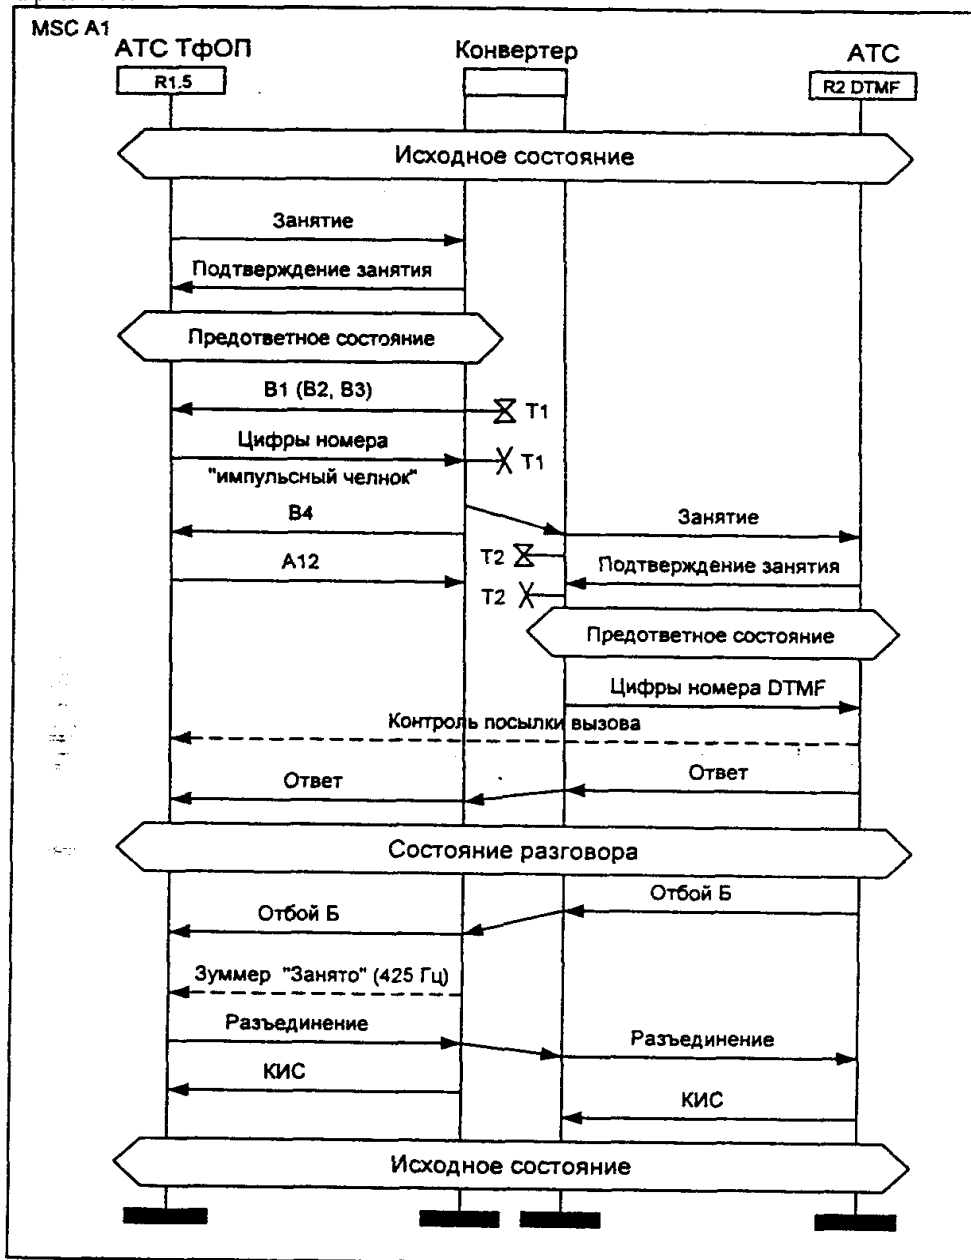 MSC A1
АТС ТфОП
Конвертер
АТС
R1.5
R2 DTMF
Исходное состояние
Занятие
Подтверждение занятия
Предответное состояние
B1 (B2, B3)
T1
Цифры номера
T1
"импульсный челнок"
B4
Занятие
T2
A12
Подтверждение занятия
T2
Предответное состояние
Цифры номера DTMF
Контроль посылки вызова
Ответ
Ответ
Состояние разговора
Отбой Б
Отбой Б
Зуммер "Занято" (425 Гц)
Разъединение
Разъединение
КИС
КИС
Исходное состояние